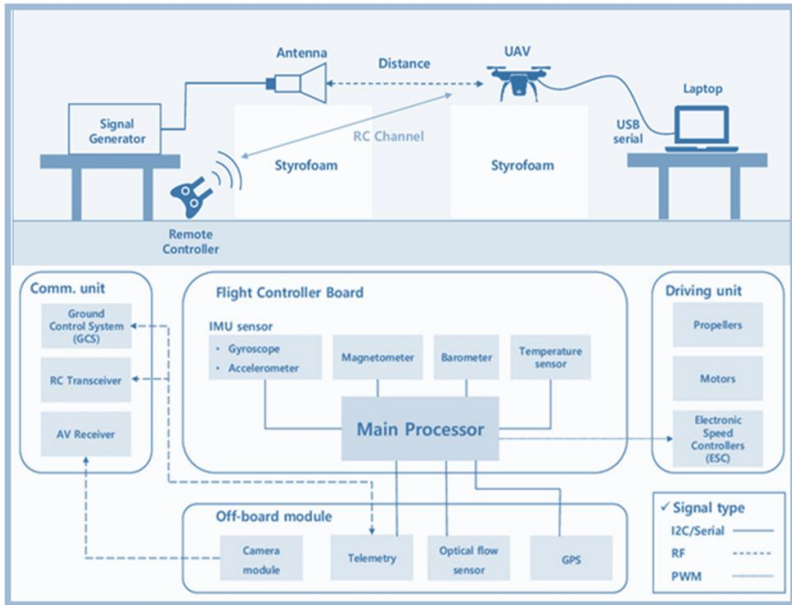 Antenna
Distance
UAV
Laptop
Signal
Generator
RC Channel
USB
serial
Styrofoam
Styrofoam
Remote
Controller
Comm. unit
Ground
Control System
(GCS)
RC Transceiver
AV Receiver
Flight Controller Board
IMU sensor
• Gyroscope
• Accelerometer
Magnetometer
Barometer
Temperature
sensor
Main Processor
Driving unit
Propellers
Motors
Electronic
Speed
Controllers
(ESC)
Off-board module
Camera
module
Telemetry
Optical flow
sensor
GPS
✓ Signal type
I2C/Serial
RF
PWM